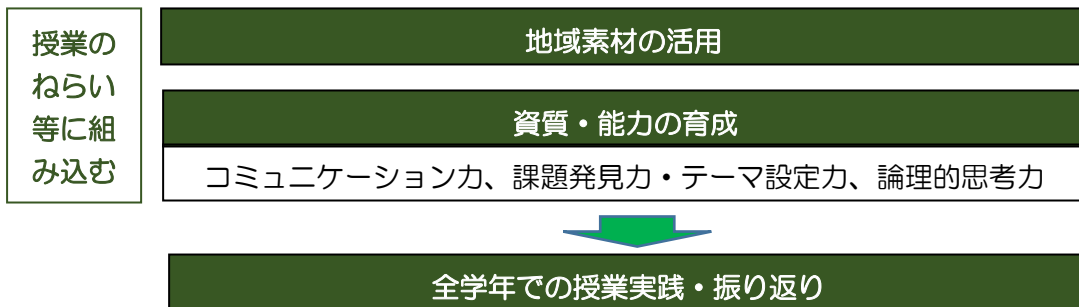 授業の
ねらい
等に組
み込む
地域素材の活用
資質・能力の育成
コミュニケーション力、課題発見力・テーマ設定力、論理的思考力
全学年での授業実践・振り返り